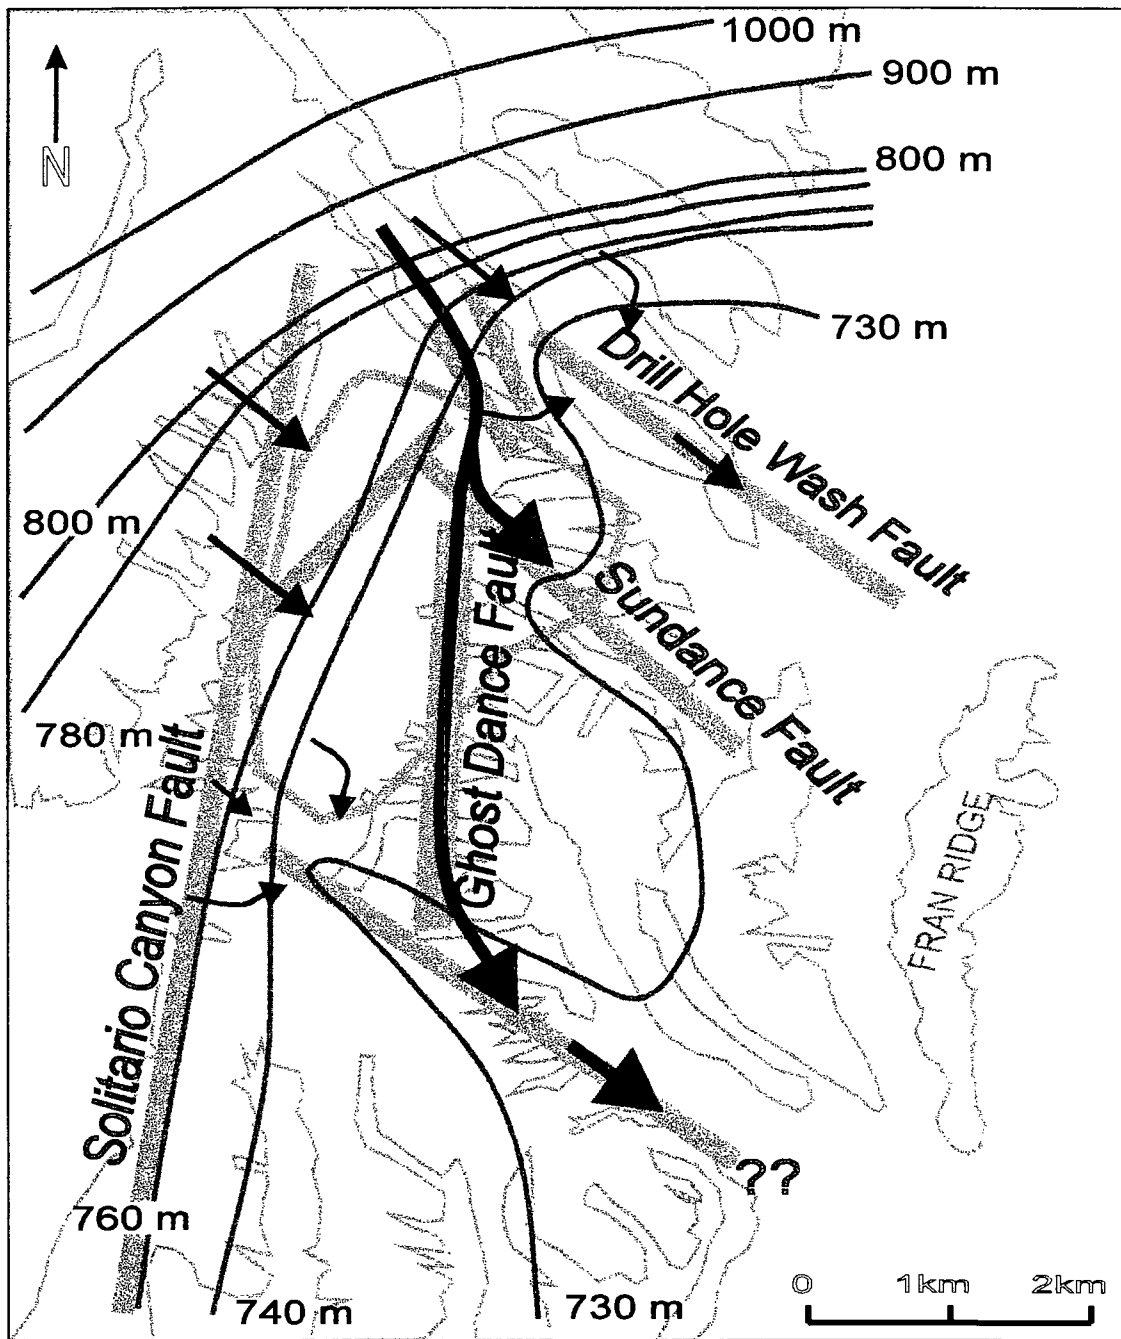 1000 m
900 m
N
800 m
730 m
Drill Hole Wash Fault
800 m
Sundance Fault
Ghost Dance Fault
780 m
Solitario Canyon Fault
FRAN RIDGE
??
760 m
0 1km 2km
740 m
730 m